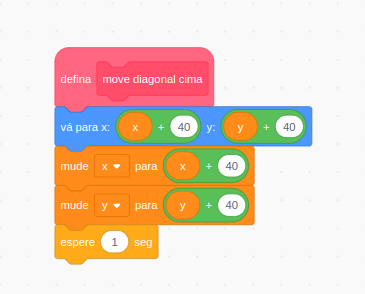 defina move diagonal cima
vá para x: x + 40 y: y + 40
mude x para x + 40
mude y para y + 40
espere 1 seg